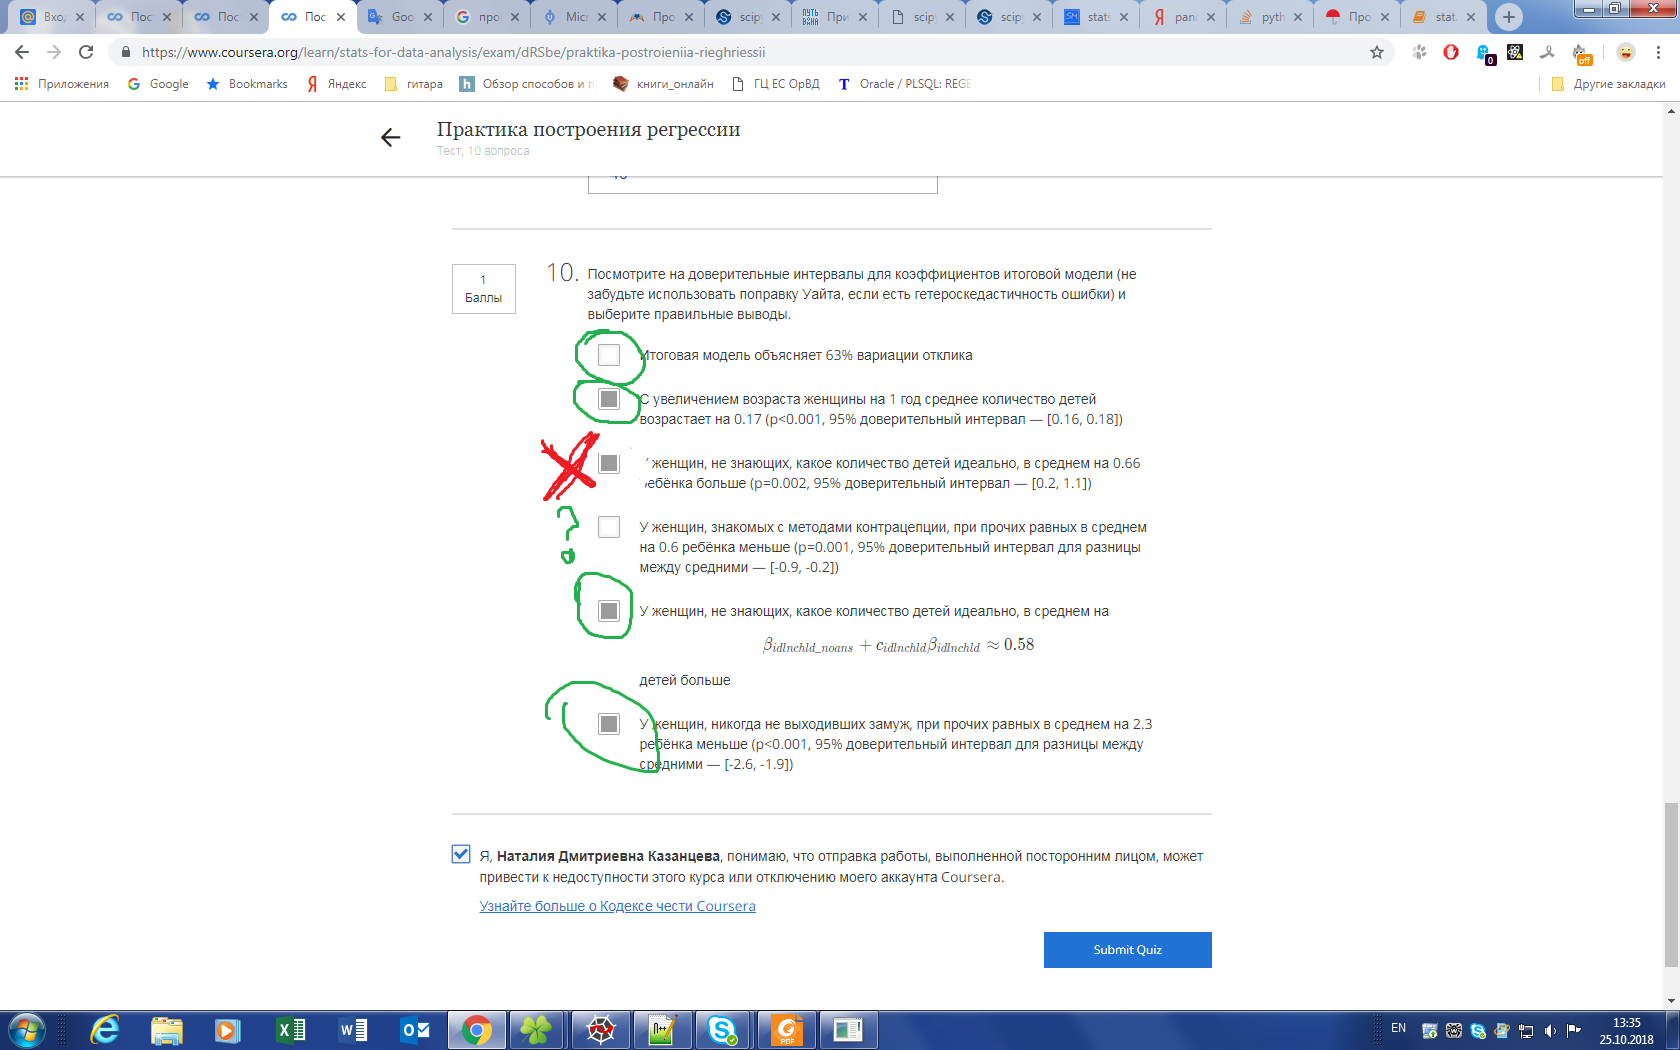 Вход
Пос
Пос
Пос
Goo
про
Micr
Про
scip
При
scip
scip
stats
panc
pyth
Про
stat.
https://www.coursera.org/learn/stats-for-data-analysis/exam/dRSbe/praktika-postroieniia-rieghriessii
0
off
Приложения
Google
Bookmarks
Яндекс
гитара
Обзор способов и п
книги_онлайн
ГЦ ЕС ОрВД
Oracle / PLSQL: REGE
Другие закладки
Практика построения регрессии
Тест, 10 вопроса
1
Баллы
10.
Посмотрите на доверительные интервалы для коэффициентов итоговой модели (не
забудьте использовать поправку Уайта, если есть гетероскедастичность ошибки) и
выберите правильные выводы.
Итоговая модель объясняет 63% вариации отклика
С увеличением возраста женщины на 1 год среднее количество детей
возрастает на 0.17 (p<0.001, 95% доверительный интервал — [0.16, 0.18])
У женщин, не знающих, какое количество детей идеально, в среднем на 0.66
ребёнка больше (p=0.002, 95% доверительный интервал — [0.2, 1.1])
?
У женщин, знакомых с методами контрацепции, при прочих равных в среднем
на 0.6 ребёнка меньше (p=0.001, 95% доверительный интервал для разницы
между средними — [-0.9, -0.2])
У женщин, не знающих, какое количество детей идеально, в среднем на
β_{idlnchld_noans} + c_{idlnchld}β_{idlnchld} ≈ 0.58
детей больше
У женщин, никогда не выходивших замуж, при прочих равных в среднем на 2.3
ребёнка меньше (p<0.001, 95% доверительный интервал для разницы между
средними — [-2.6, -1.9])
Я, Наталия Дмитриевна Казанцева, понимаю, что отправка работы, выполненной посторонним лицом, может
привести к недоступности этого курса или отключению моего аккаунта Coursera.
Узнайте больше о Кодексе чести Coursera
Submit Quiz
EN
13:35
25.10.2018